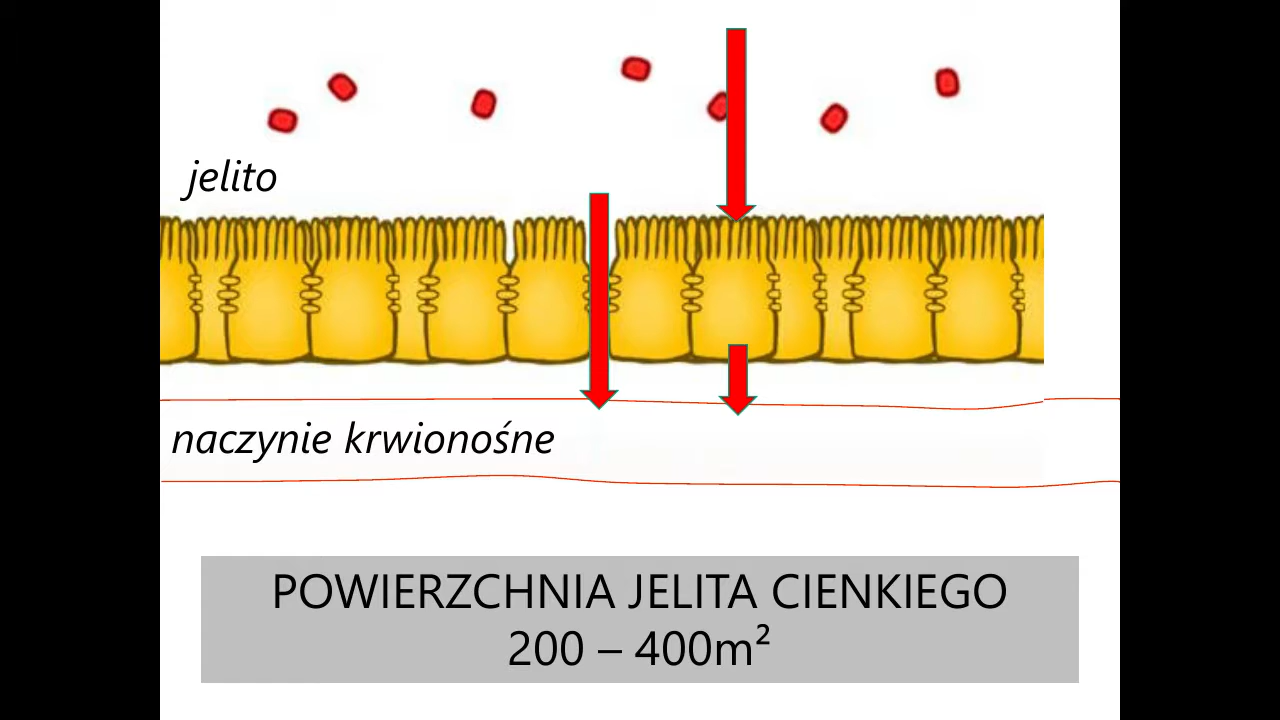 jelito
naczynie krwionośne
POWIERZCHNIA JELITA CIENKIEGO
200 – 400m²